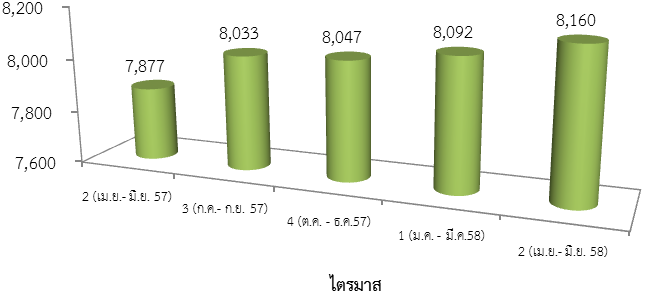 8,200
8,000
7,800
7,600
7,877
8,033
8,047
8,092
8,160
2 (เม.ย.- มิ.ย. 57)
3 (ก.ค.- ก.ย. 57)
4 (ต.ค. - ธ.ค.57)
1 (ม.ค. - มี.ค.58)
2 (เม.ย.- มิ.ย. 58)
ไตรมาส